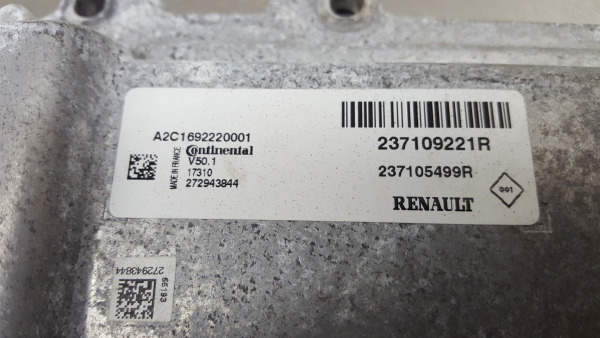 A2C1692220001
MADE IN FRANCE
Continental
V50.1
17310
272943844
237109221R
237105499R
RENAULT
001
272943844
66193